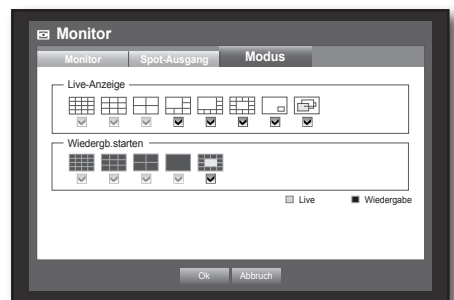 Monitor
Monitor Spot-Ausgang Modus
Live-Anzeige
Wiedergb.starten
Live Wiedergabe
Ok Abbruch